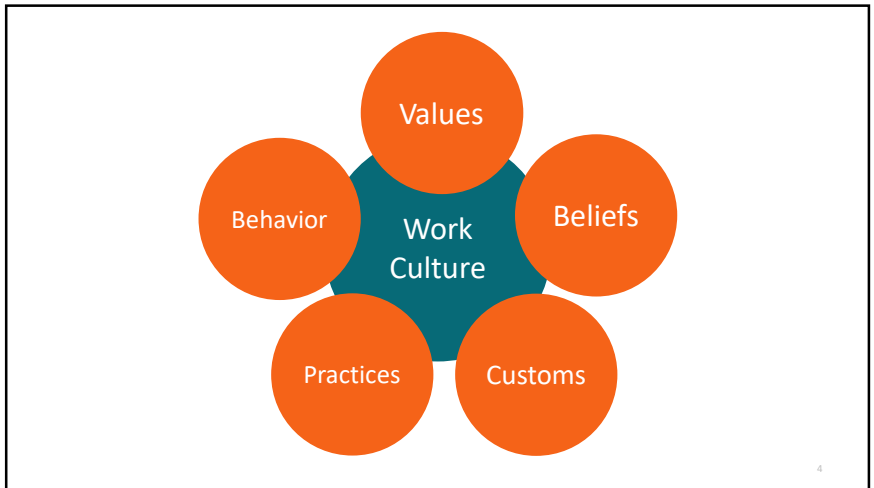 Values
Behavior
Beliefs
Work
Culture
Practices
Customs
4